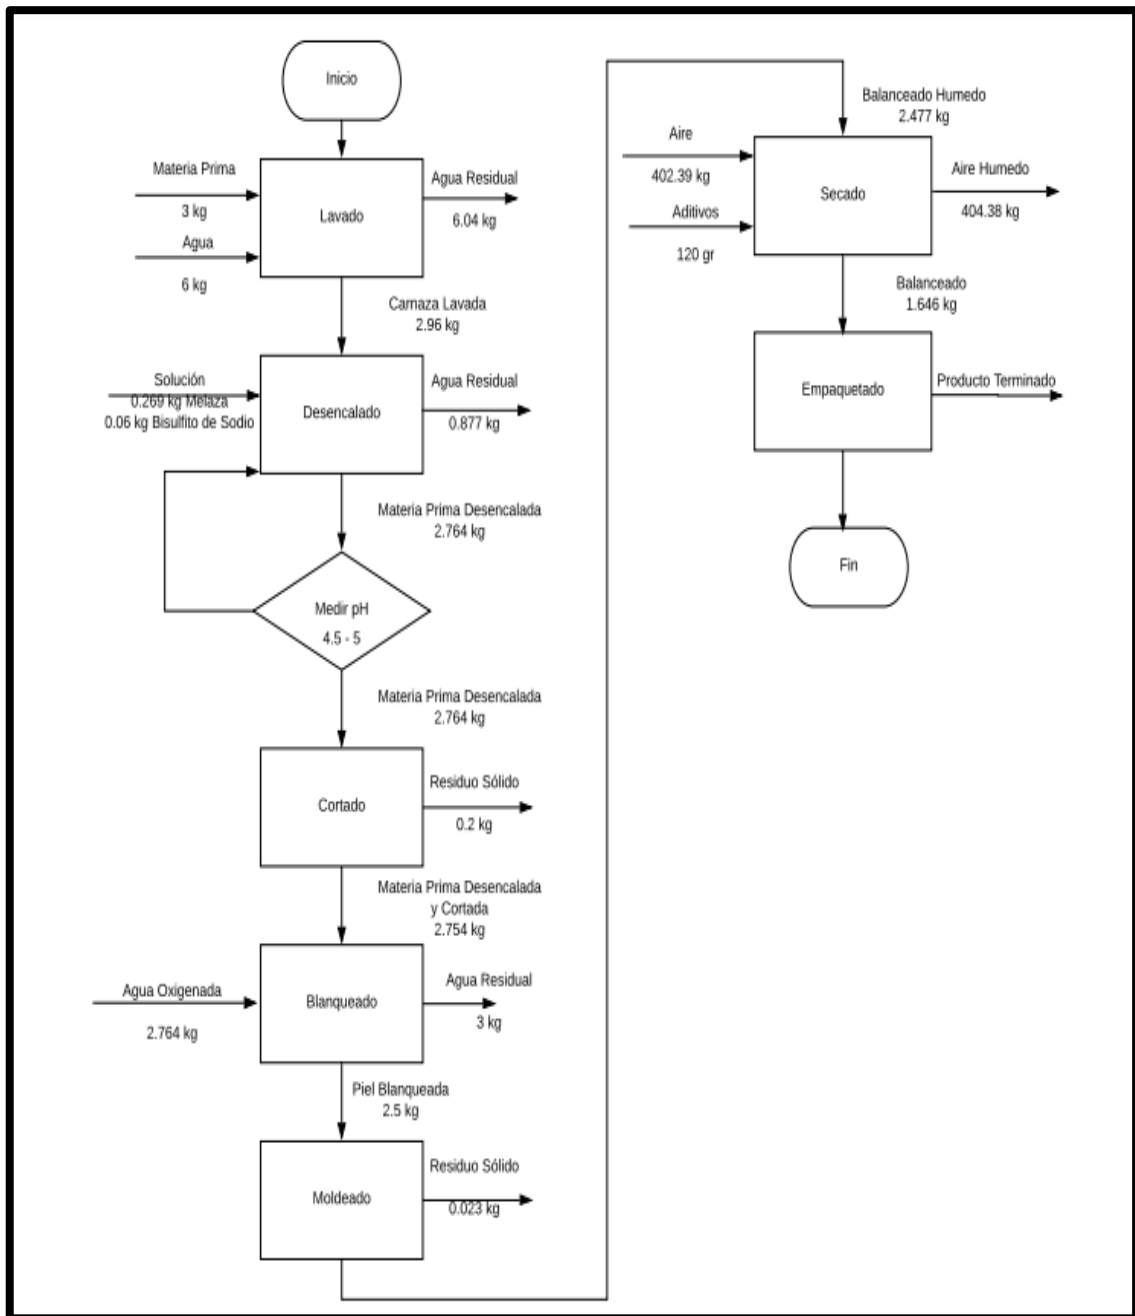 Inicio
Materia Prima
3 kg
Agua
6 kg
Lavado
Agua Residual
6.04 kg
Carnaza Lavada
2.96 kg
Solución
0.269 kg Melaza
0.06 kg Bisulfito de Sodio
Desencalado
Agua Residual
0.877 kg
Materia Prima Desencalada
2.764 kg
Medir pH
4.5 - 5
Materia Prima Desencalada
2.764 kg
Cortado
Residuo Sólido
0.2 kg
Materia Prima Desencalada
y Cortada
2.754 kg
Agua Oxigenada
2.764 kg
Blanqueado
Agua Residual
3 kg
Piel Blanqueada
2.5 kg
Moldeado
Residuo Sólido
0.023 kg
Balanceado Humedo
2.477 kg
Aire
402.39 kg
Aditivos
120 gr
Secado
Aire Humedo
404.38 kg
Balanceado
1.646 kg
Empaquetado
Producto Terminado
Fin